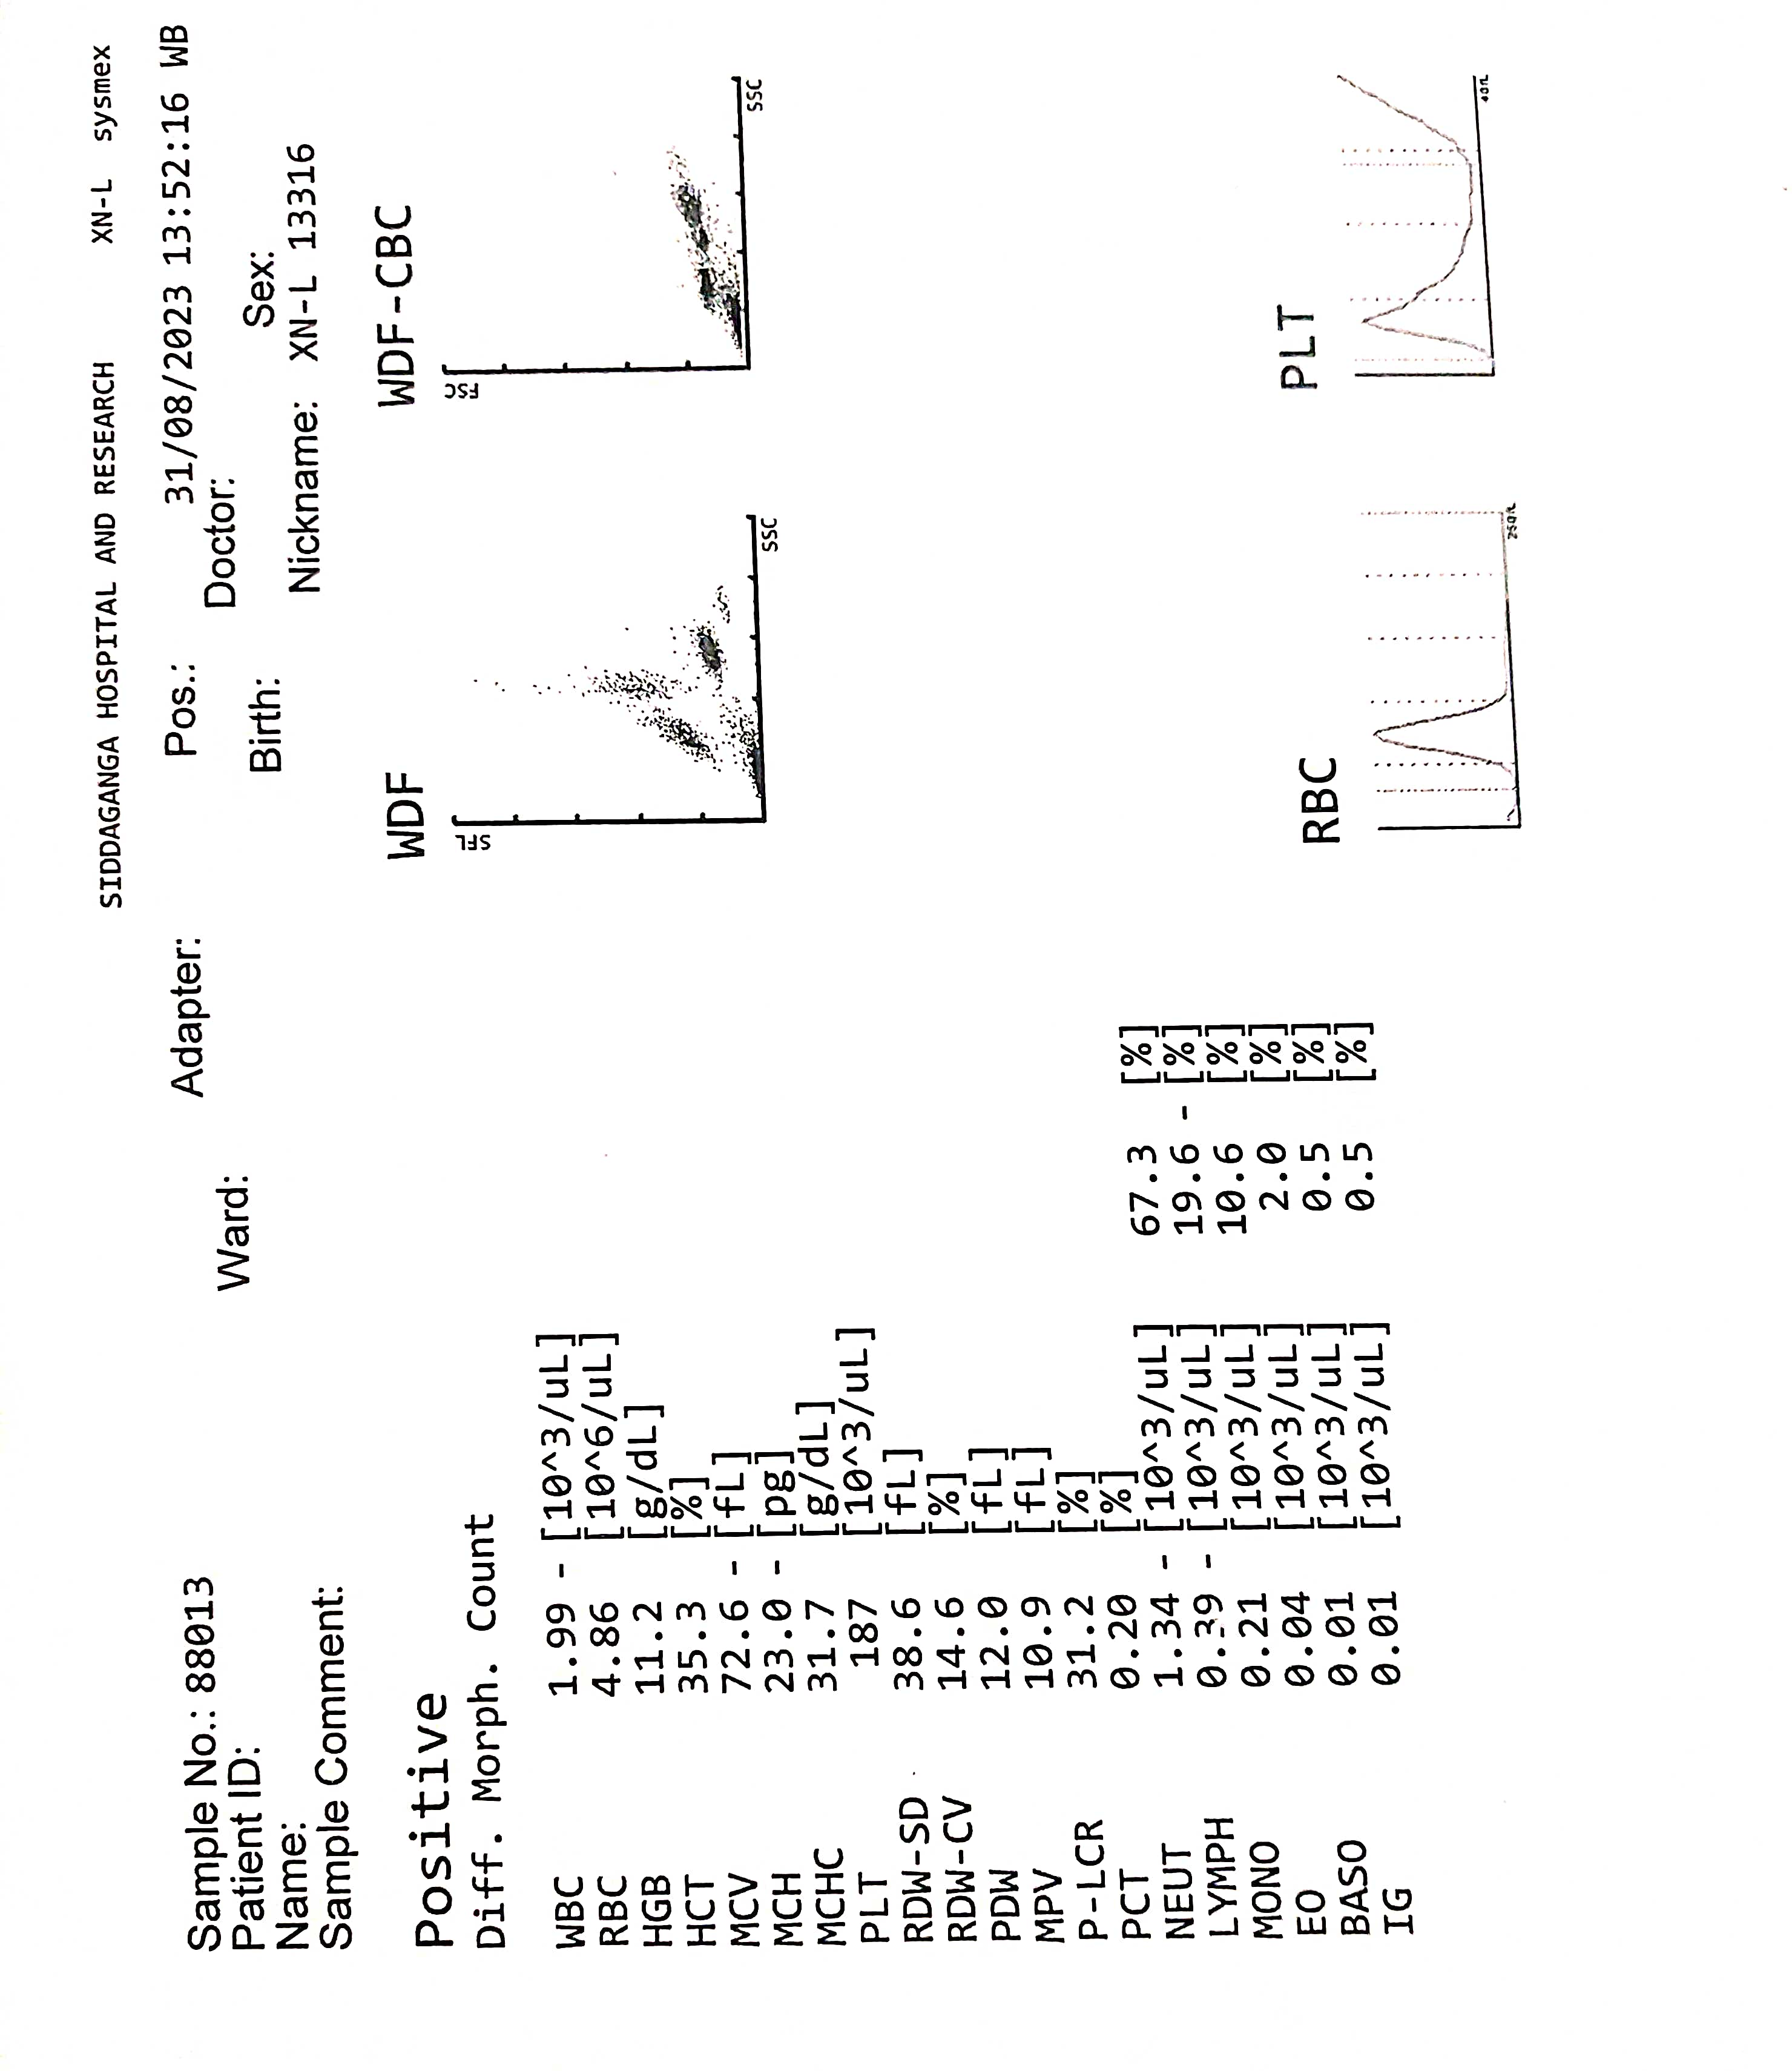 SIDDAGANGA HOSPITAL AND RESEARCH XN-L sysmex
Sample No.: 88013 Adapter: Pos.: 31/08/2023 13:52:16 WB
Patient ID: Ward: Doctor:
Name: Birth: Sex:
Sample Comment: Nickname: XN-L 13316
Positive
Diff. Morph. Count
WBC 1.99 - [10^3/uL]
RBC 4.86 [10^6/uL]
HGB 11.2 [g/dL]
HCT 35.3 [%]
MCV 72.6 - [fL]
MCH 23.0 - [pg]
MCHC 31.7 [g/dL]
PLT 187 [10^3/uL]
RDW-SD 38.6 [fL]
RDW-CV 14.6 [%]
PDW 12.0 [fL]
MPV 10.9 [fL]
P-LCR 31.2 [%]
PCT 0.20 [%]
NEUT 1.34 - [10^3/uL] 67.3 [%]
LYMPH 0.39 - [10^3/uL] 19.6 - [%]
MONO 0.21 [10^3/uL] 10.6 [%]
EO 0.04 [10^3/uL] 2.0 [%]
BASO 0.01 [10^3/uL] 0.5 [%]
IG 0.01 [10^3/uL] 0.5 [%]
WDF
SFL
SSC
WDF-CBC
FSC
SSC
RBC
250fL
PLT
40fL